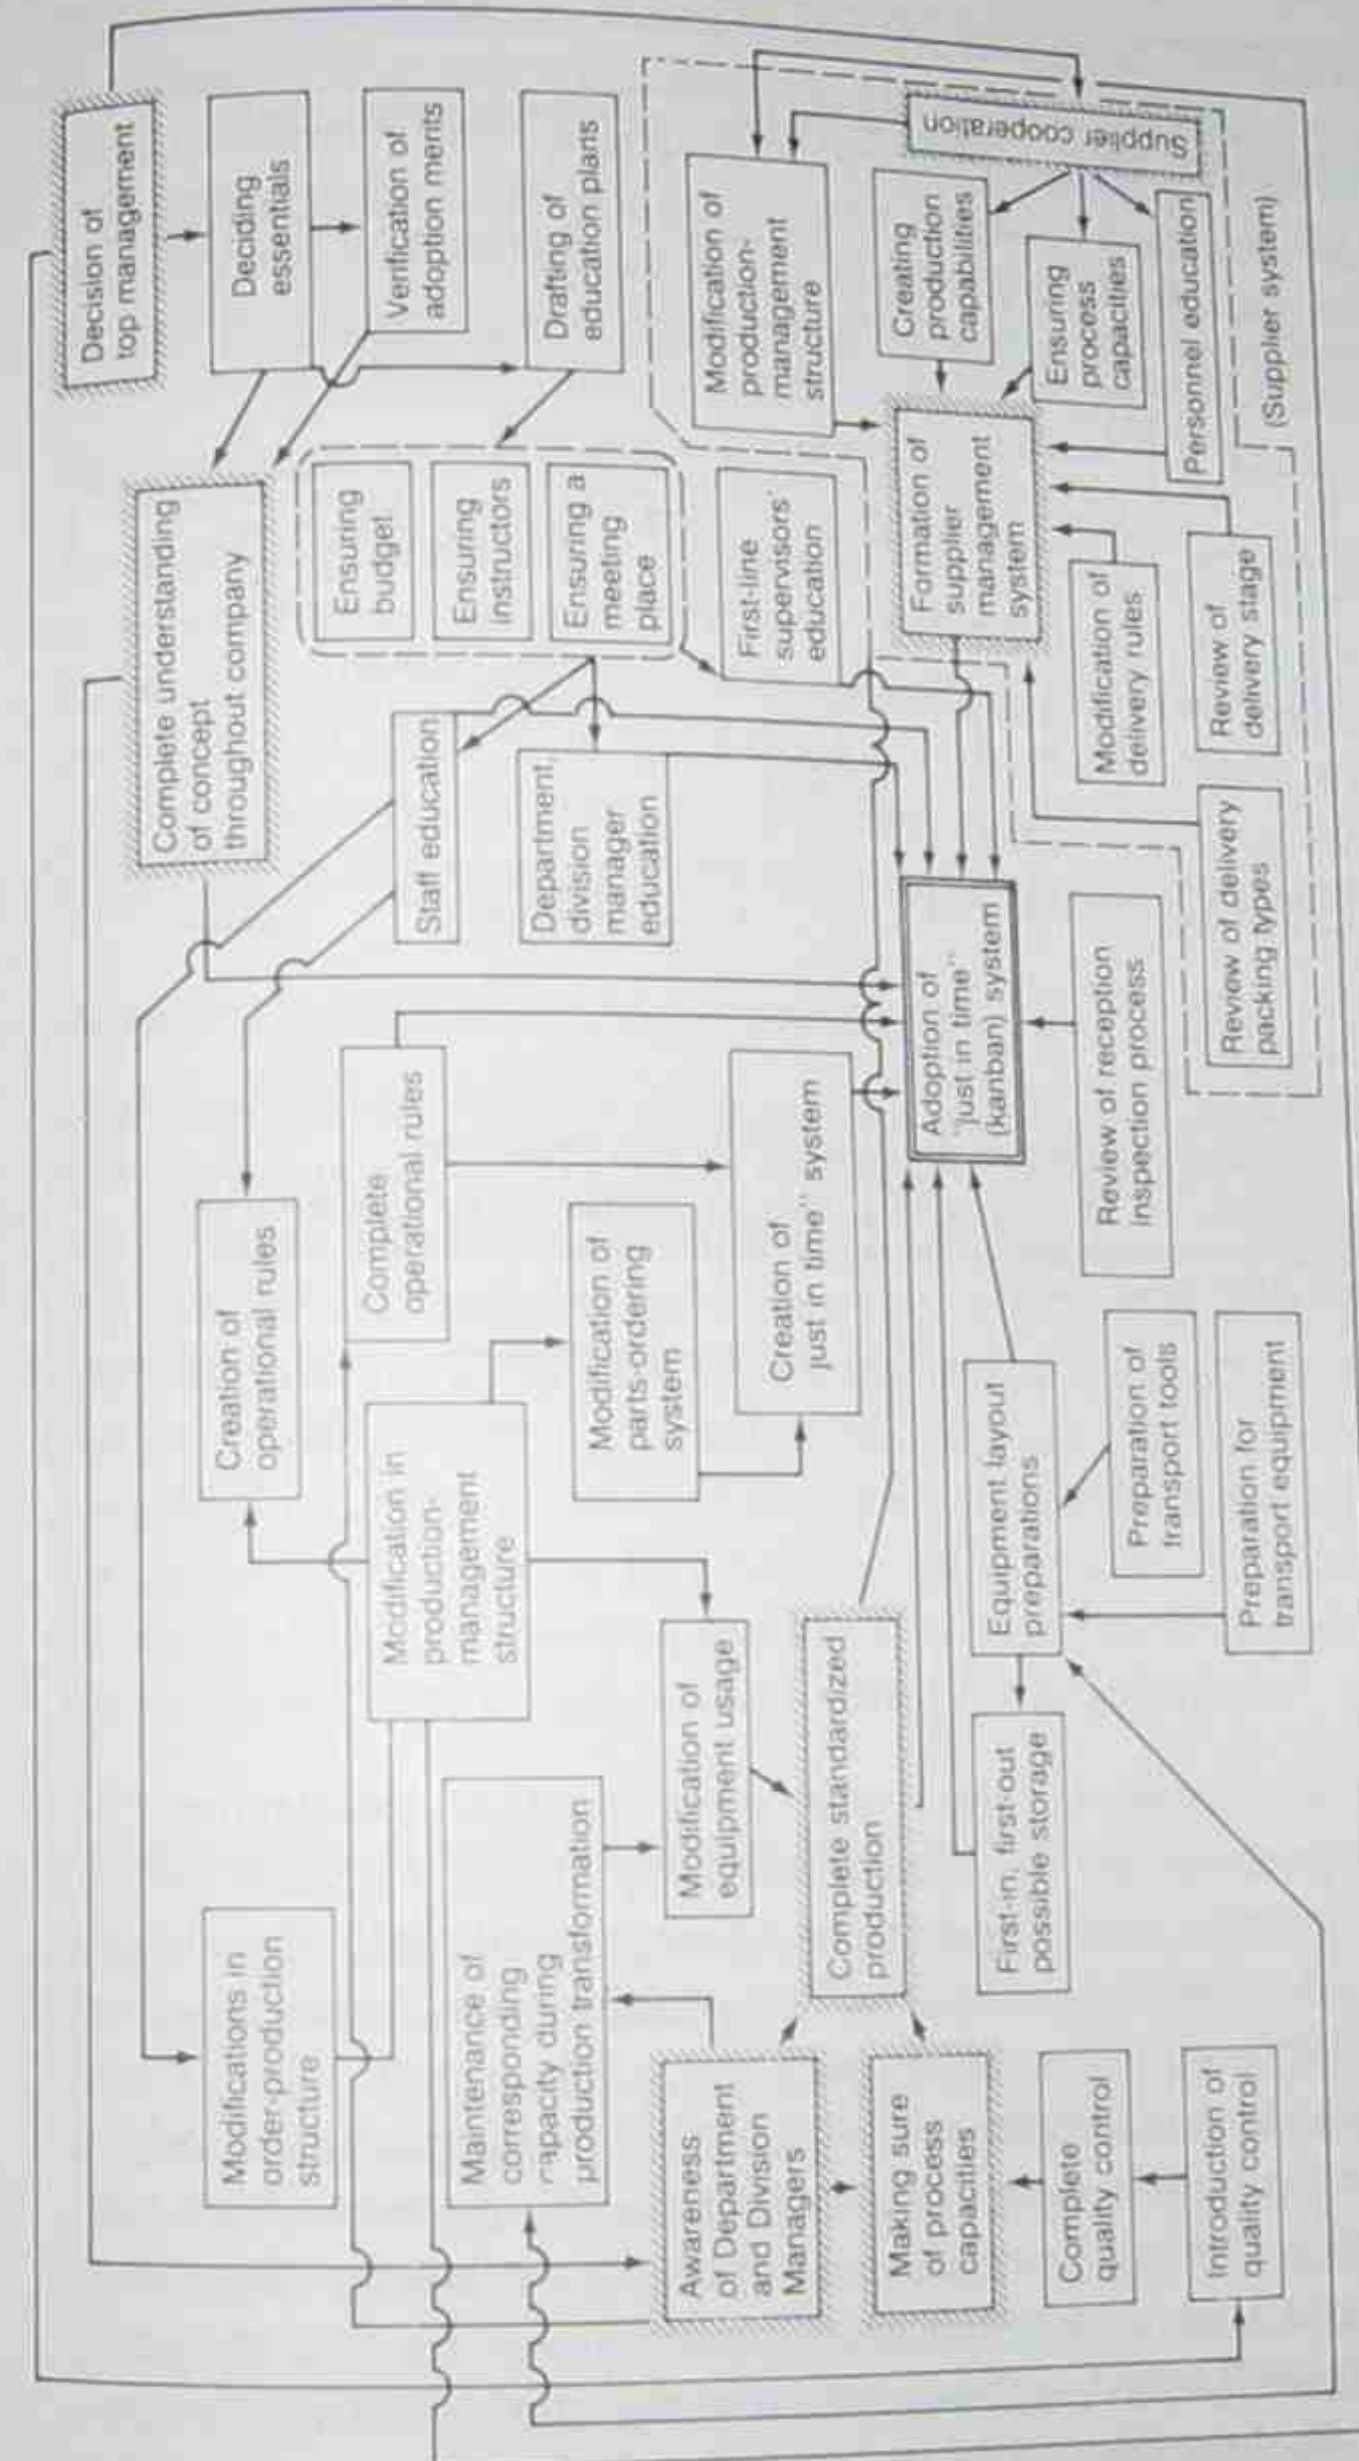 Decision of
top management
Deciding
essentials
Verification of
adoption merits
Drafting of
education plans
Complete understanding
of concept
throughout company
Ensuring
budget
Ensuring
instructors
Ensuring a
meeting
place
First-line
supervisors'
education
Staff education
Department,
division
manager
education
Modification of
production-
management
structure
Supplier cooperation
Creating
production
capabilities
Ensuring
process
capacities
Personnel education
(Supplier system)
Formation of
supplier
management
system
Modification of
delivery rules
Review of
delivery stage
Review of delivery
packing types
Creation of
operational rules
Complete
operational rules
Modification in
production-
management
structure
Modification of
parts-ordering
system
Creation of
just in time" system
Adoption of
"just in time"
(kanban) system
Review of reception
inspection process
Equipment layout
preparations
Preparation of
transport tools
Preparation for
transport equipment
Modifications in
order-production
structure
Maintenance of
corresponding
capacity during
production transformation
Modification of
equipment usage
Complete standardized
production
First-in, first-out
possible storage
Awareness
of Department
and Division
Managers
Making sure
of process
capacities
Complete
quality control
Introduction of
quality control